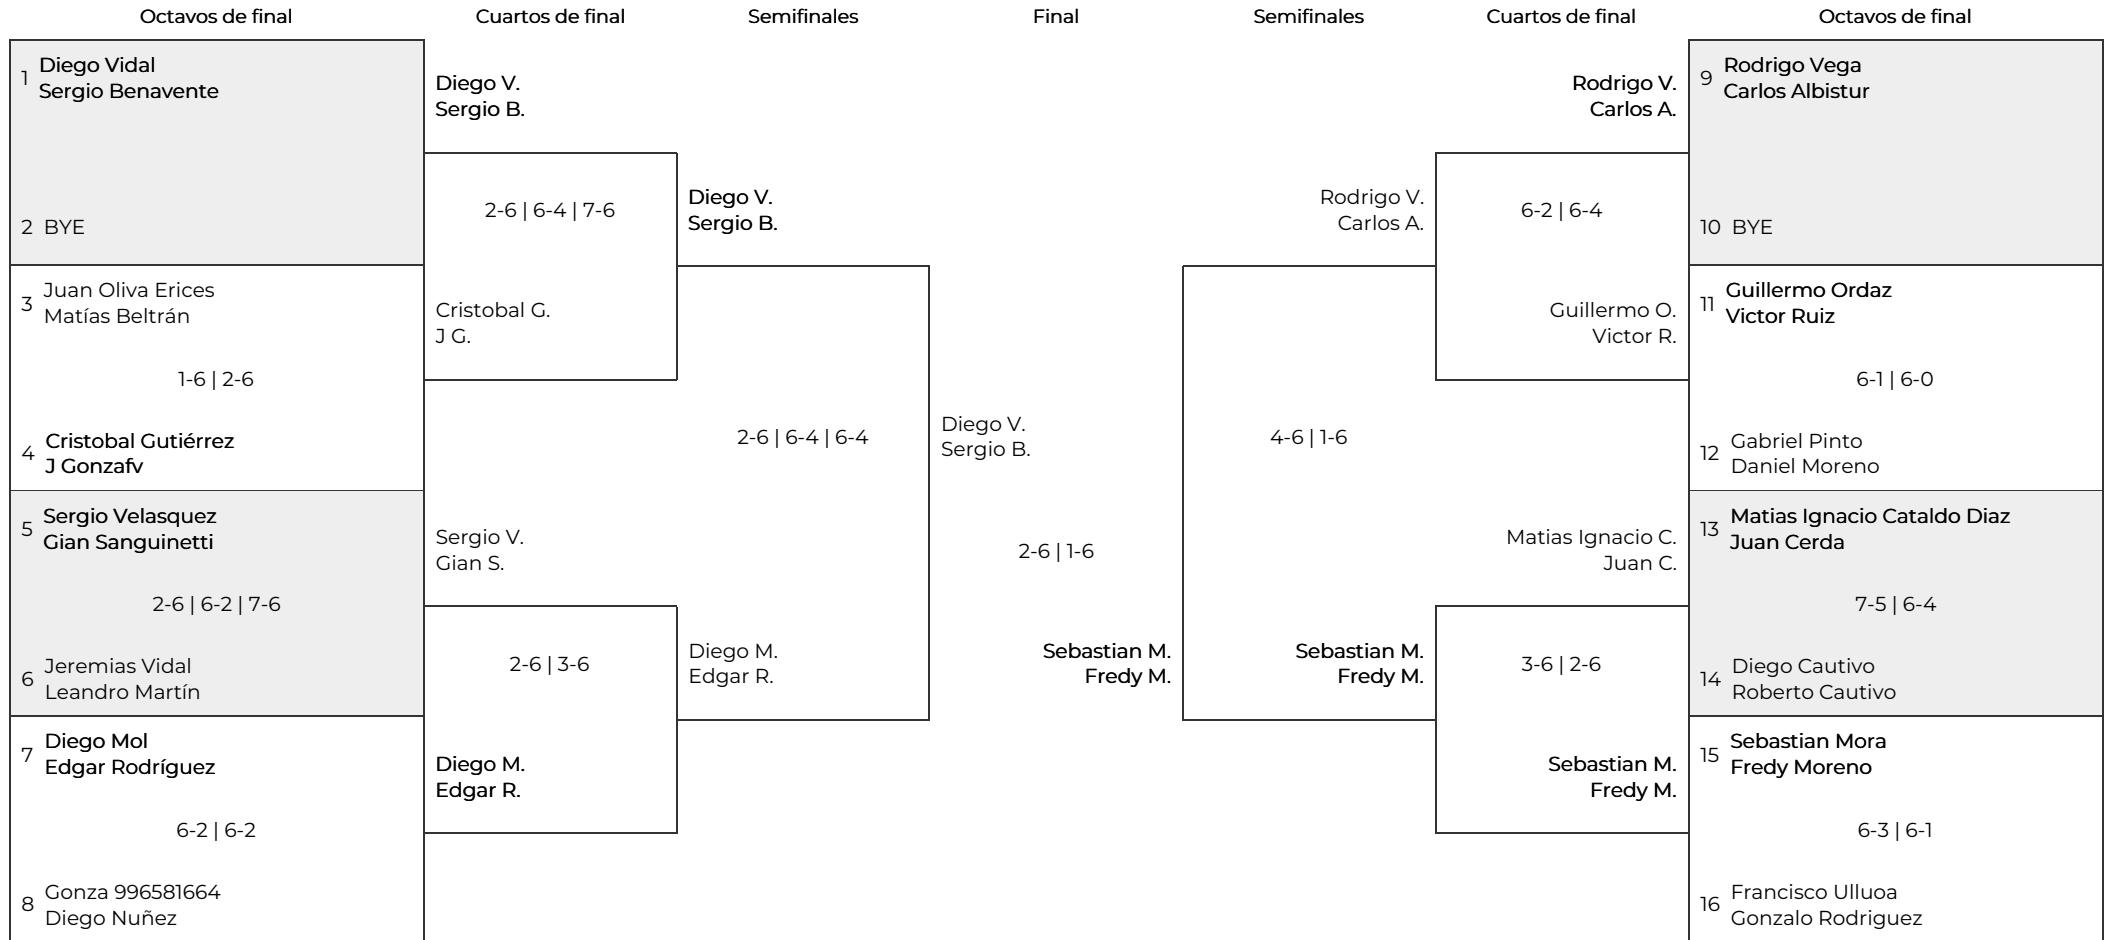 Octavos de final
Cuartos de final
Semifinales
Final
Semifinales
Cuartos de final
Octavos de final
1
Diego Vidal
Sergio Benavente
2 BYE
3
Juan Oliva Erices
Matías Beltrán
1-6 | 2-6
4
Cristobal Gutiérrez
J Gonzafv
5
Sergio Velasquez
Gian Sanguinetti
2-6 | 6-2 | 7-6
6
Jeremias Vidal
Leandro Martín
7
Diego Mol
Edgar Rodríguez
6-2 | 6-2
8
Gonza 996581664
Diego Nuñez
Diego V.
Sergio B.
2-6 | 6-4 | 7-6
Cristobal G.
J G.
Sergio V.
Gian S.
2-6 | 3-6
Diego M.
Edgar R.
Diego V.
Sergio B.
2-6 | 6-4 | 6-4
Diego M.
Edgar R.
Diego V.
Sergio B.
2-6 | 1-6
Sebastian M.
Fredy M.
Rodrigo V.
Carlos A.
4-6 | 1-6
Sebastian M.
Fredy M.
Rodrigo V.
Carlos A.
6-2 | 6-4
Guillermo O.
Victor R.
Matias Ignacio C.
Juan C.
3-6 | 2-6
Sebastian M.
Fredy M.
9
Rodrigo Vega
Carlos Albistur
10 BYE
11
Guillermo Ordaz
Victor Ruiz
6-1 | 6-0
12
Gabriel Pinto
Daniel Moreno
13
Matias Ignacio Cataldo Diaz
Juan Cerda
7-5 | 6-4
14
Diego Cautivo
Roberto Cautivo
15
Sebastian Mora
Fredy Moreno
6-3 | 6-1
16
Francisco Ulluoa
Gonzalo Rodriguez